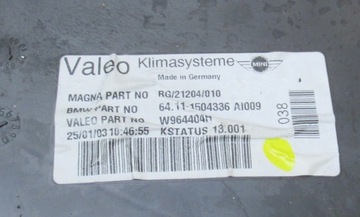 Valeo Klimasysteme MINI
Made in Germany
MAGNA PART NO RG/21204/010
BMW PART NO 64.11-1504336 AI009
VALEO PART NO W964404H
25/01/03 10:46:55 KSTATUS 13.001
038